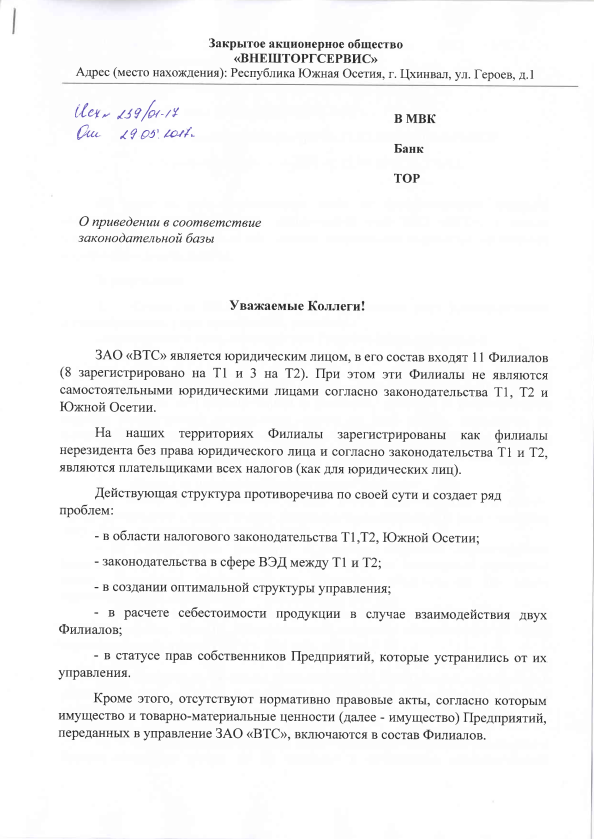 Закрытое акционерное общество
«ВНЕШТОРГСЕРВИС»
Адрес (место нахождения): Республика Южная Осетия, г. Цхинвал, ул. Героев, д.1
Исх № 239/01-17
От 29.05.2017г.
В МВК
Банк
ТОР
О приведении в соответствие
законодательной базы
Уважаемые Коллеги!
ЗАО «ВТС» является юридическим лицом, в его состав входят 11 Филиалов
(8 зарегистрировано на Т1 и 3 на Т2). При этом эти Филиалы не являются
самостоятельными юридическими лицами согласно законодательства Т1, Т2 и
Южной Осетии.
На наших территориях Филиалы зарегистрированы как филиалы
нерезидента без права юридического лица и согласно законодательства Т1 и Т2,
являются плательщиками всех налогов (как для юридических лиц).
Действующая структура противоречива по своей сути и создает ряд
проблем:
- в области налогового законодательства Т1,Т2, Южной Осетии;
- законодательства в сфере ВЭД между Т1 и Т2;
- в создании оптимальной структуры управления;
- в расчете себестоимости продукции в случае взаимодействия двух
Филиалов;
- в статусе прав собственников Предприятий, которые устранились от их
управления.
Кроме этого, отсутствуют нормативно правовые акты, согласно которым
имущество и товарно-материальные ценности (далее - имущество) Предприятий,
переданных в управление ЗАО «ВТС», включаются в состав Филиалов.